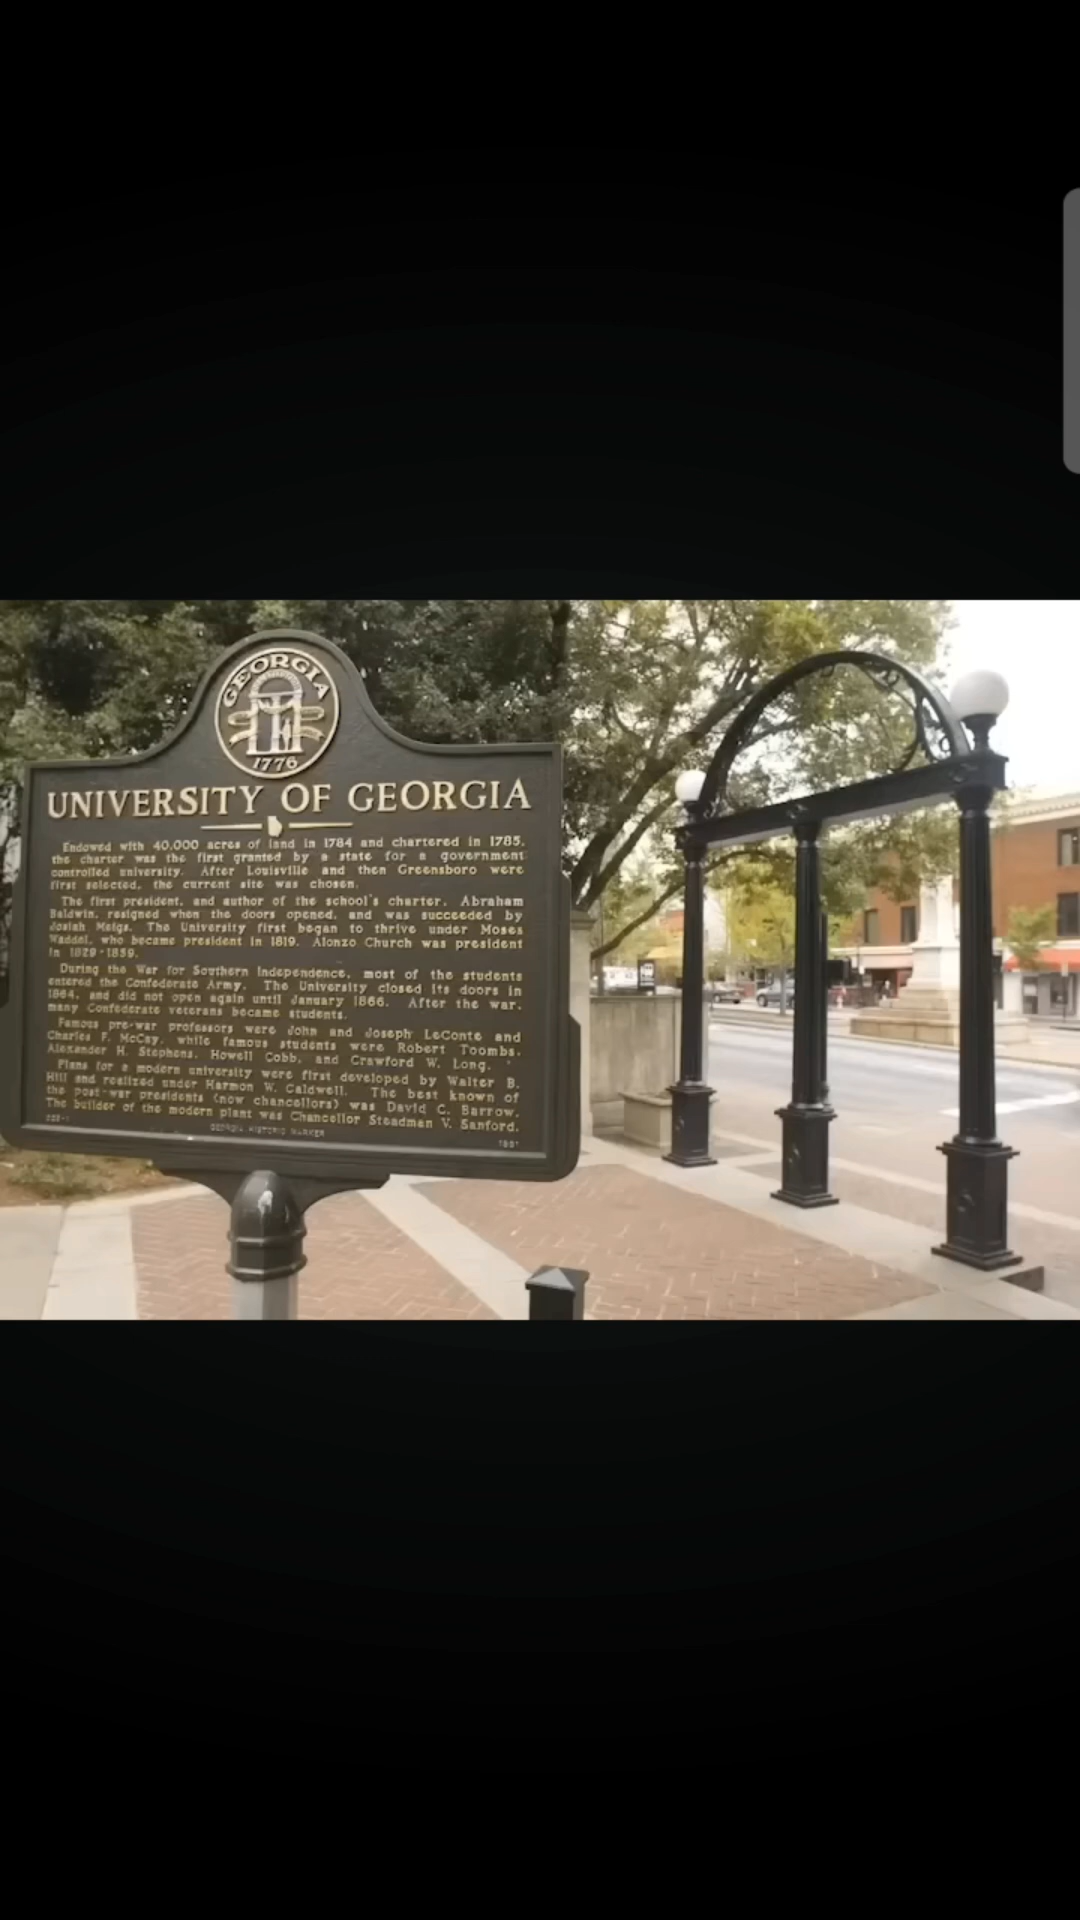 GEORGIA
1776
UNIVERSITY OF GEORGIA
Endowed with 40,000 acres of land in 1784 and chartered in 1785,
the charter was the first granted by a state for a government
controlled university. After Louisville and then Greensboro were
first selected, the current site was chosen.
The first president, and author of the school's charter, Abraham
Baldwin, resigned when the doors opened, and was succeeded by
Josiah Meigs. The University first began to thrive under Moses
Waddel, who became president in 1819. Alonzo Church was president
in 1829-1859.
During the War for Southern Independence, most of the students
entered the Confederate Army. The University closed its doors in
1864, and did not open again until January 1866. After the war,
many Confederate veterans became students.
Famous pre-war professors were John and Joseph LeConte and
Charles F. McCay, while famous students were Robert Toombs,
Alexander H. Stephens, Howell Cobb, and Crawford W. Long.
Plans for a modern university were first developed by Walter B.
Hill and realized under Harmon W. Caldwell. The best known of
the post-war presidents (now chancellors) was David C. Barrow.
The builder of the modern plant was Chancellor Steadman V. Sanford.
GEORGIA HISTORIC MARKER